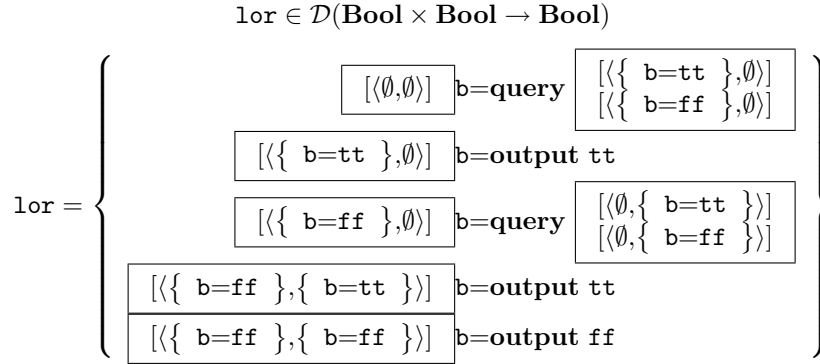 lor ∈ 𝒟(Bool × Bool → Bool)
[⟨∅,∅⟩] b=query [⟨{ b=tt },∅⟩]
[⟨{ b=ff },∅⟩]
[⟨{ b=tt },∅⟩] b=output tt
lor = { [⟨{ b=ff },∅⟩] b=query [⟨∅,{ b=tt }⟩] }
[⟨∅,{ b=ff }⟩]
[⟨{ b=ff },{ b=tt }⟩] b=output tt
[⟨{ b=ff },{ b=ff }⟩] b=output ff